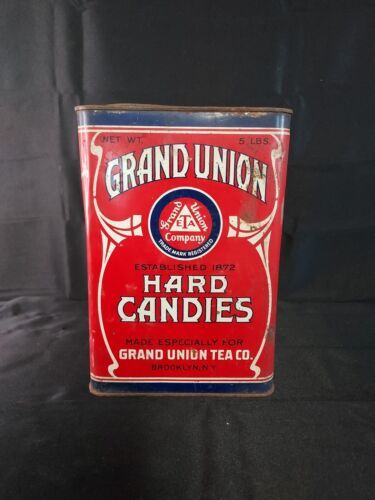 NET WT. 5 LBS.
GRAND UNION
Grand Union
ETA
Company
TRADE MARK REGISTERED
ESTABLISHED 1872
HARD
CANDIES
MADE ESPECIALLY FOR
GRAND UNION TEA CO.
BROOKLYN, N.Y.